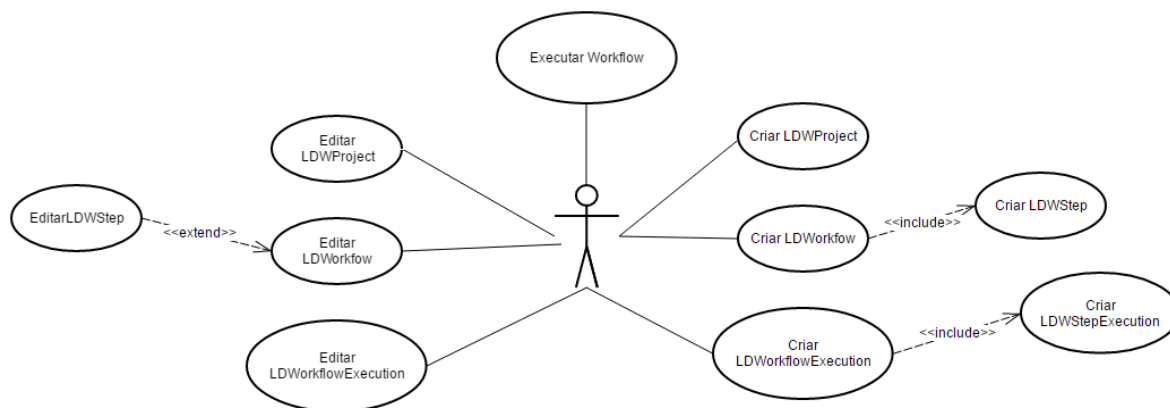 Executar Workflow
Editar
LDWProject
Criar LDWProject
EditarLDWStep
<<extend>>
Editar
LDWorkfow
Criar LDWorkfow
<<include>>
Criar LDWStep
Editar
LDWorkflowExecution
Criar
LDWorkflowExecution
<<include>>
Criar
LDWStepExecution